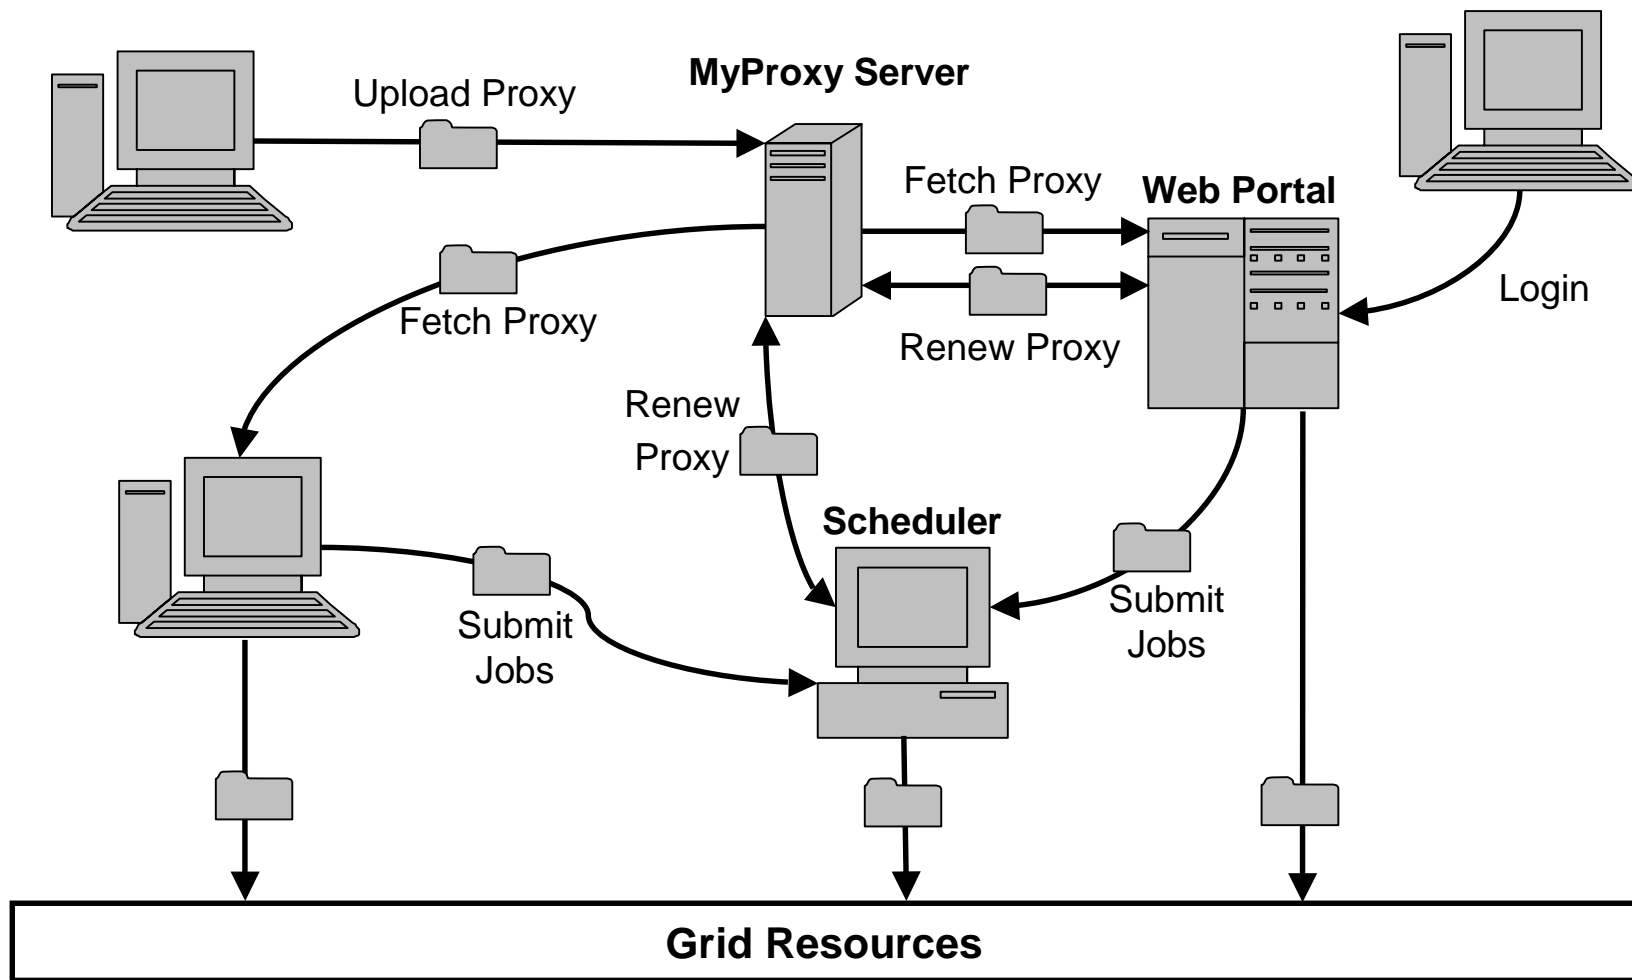 MyProxy Server
Upload Proxy
Fetch Proxy
Web Portal
Login
Fetch Proxy
Renew Proxy
Renew
Proxy
Scheduler
Submit
Jobs
Submit
Jobs
Grid Resources